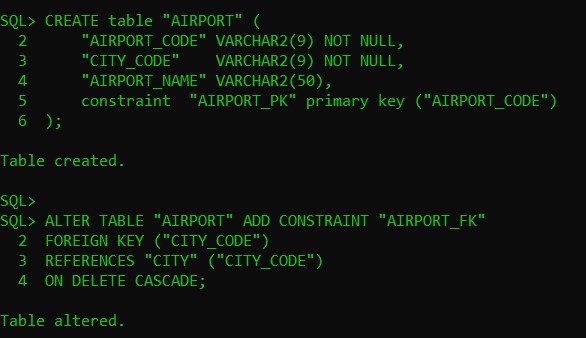 SQL> CREATE table "AIRPORT" (
  2      "AIRPORT_CODE" VARCHAR2(9) NOT NULL,
  3      "CITY_CODE"    VARCHAR2(9) NOT NULL,
  4      "AIRPORT_NAME" VARCHAR2(50),
  5      constraint  "AIRPORT_PK" primary key ("AIRPORT_CODE")
  6  );
Table created.
SQL>
SQL> ALTER TABLE "AIRPORT" ADD CONSTRAINT "AIRPORT_FK"
  2  FOREIGN KEY ("CITY_CODE")
  3  REFERENCES "CITY" ("CITY_CODE")
  4  ON DELETE CASCADE;
Table altered.